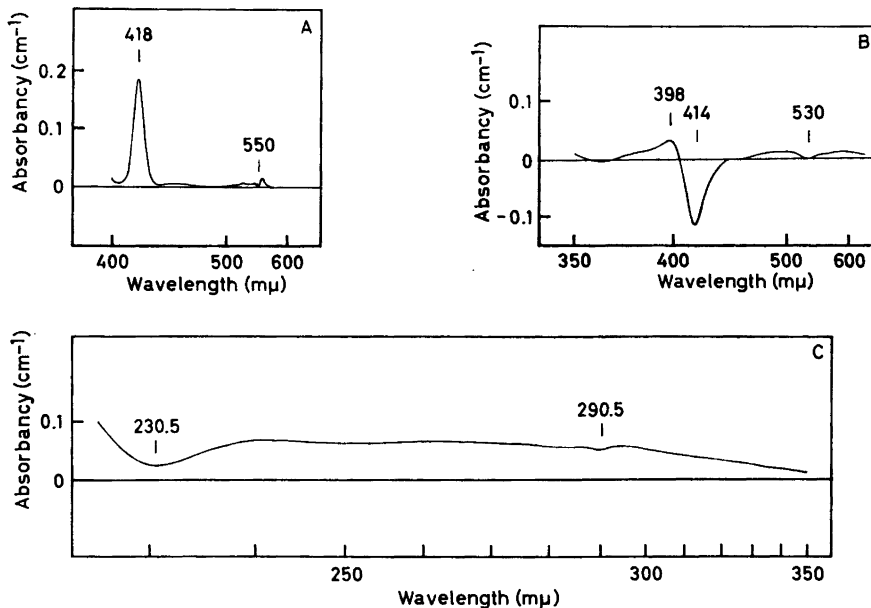 A
418
0.2
550
0.1
0
Absorbancy (cm⁻¹)
400 500 600
Wavelength (mµ)
B
0.1
398
414
530
0
-0.1
Absorbancy (cm⁻¹)
350 400 500 600
Wavelength (mµ)
C
0.1
230.5
290.5
0
Absorbancy (cm⁻¹)
250 300 350
Wavelength (mµ)